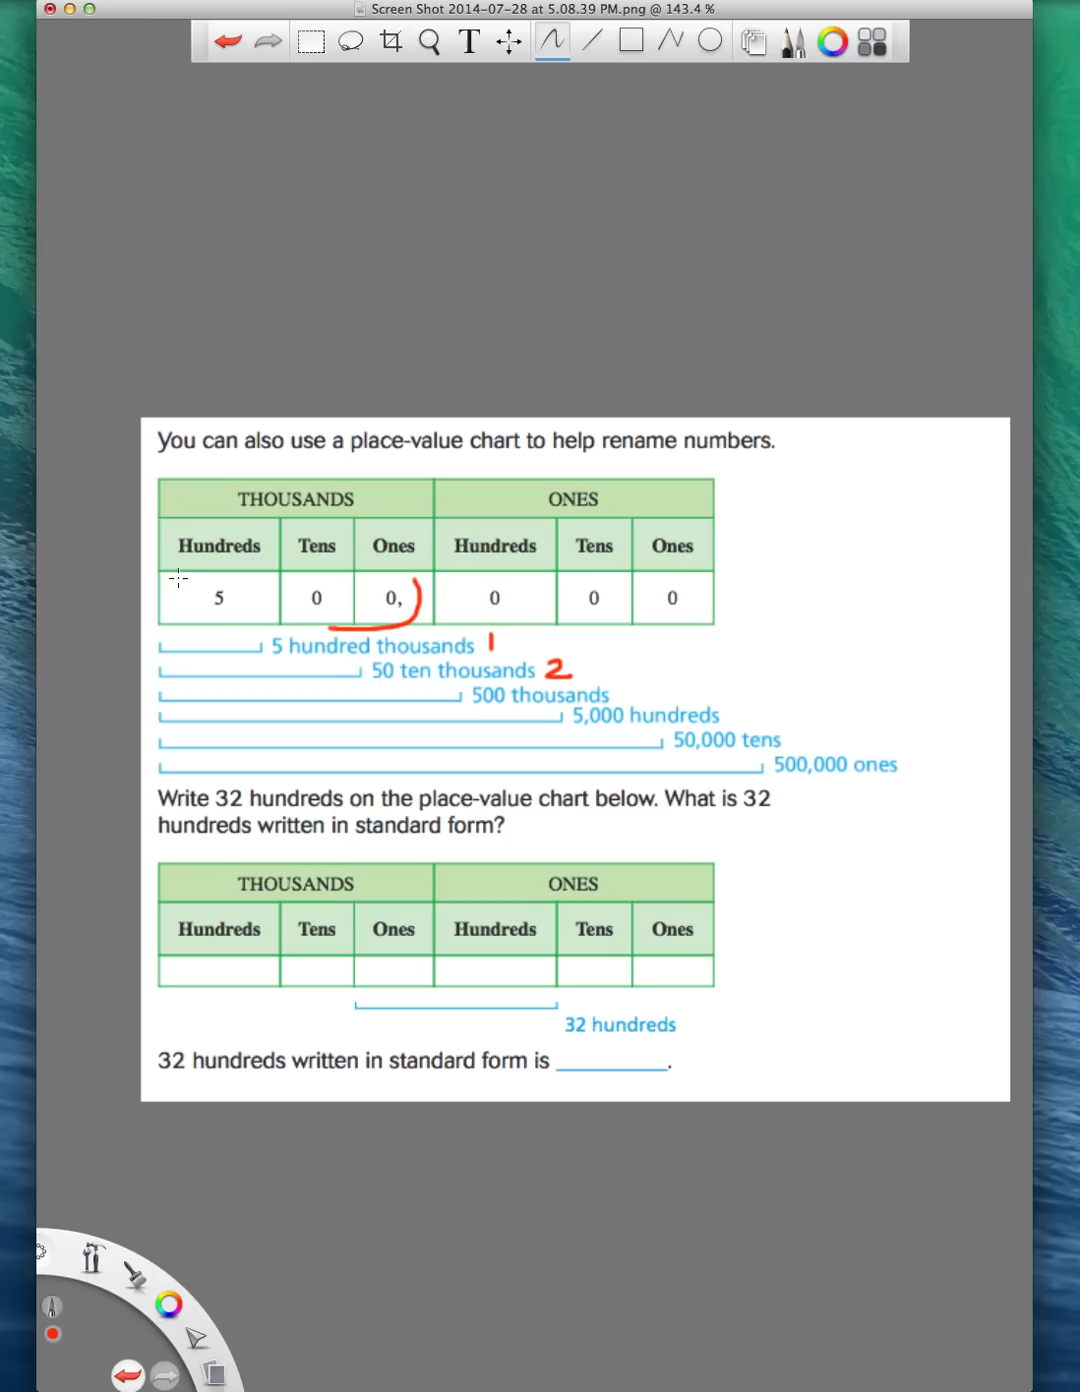 Screen Shot 2014-07-28 at 5.08.39 PM.png @ 143.4 %
T
You can also use a place-value chart to help rename numbers.
THOUSANDS ONES
Hundreds Tens Ones Hundreds Tens Ones
5 0 0, 0 0 0
5 hundred thousands 1
50 ten thousands 2
500 thousands
5,000 hundreds
50,000 tens
500,000 ones
Write 32 hundreds on the place-value chart below. What is 32
hundreds written in standard form?
THOUSANDS ONES
Hundreds Tens Ones Hundreds Tens Ones
32 hundreds
32 hundreds written in standard form is __________.